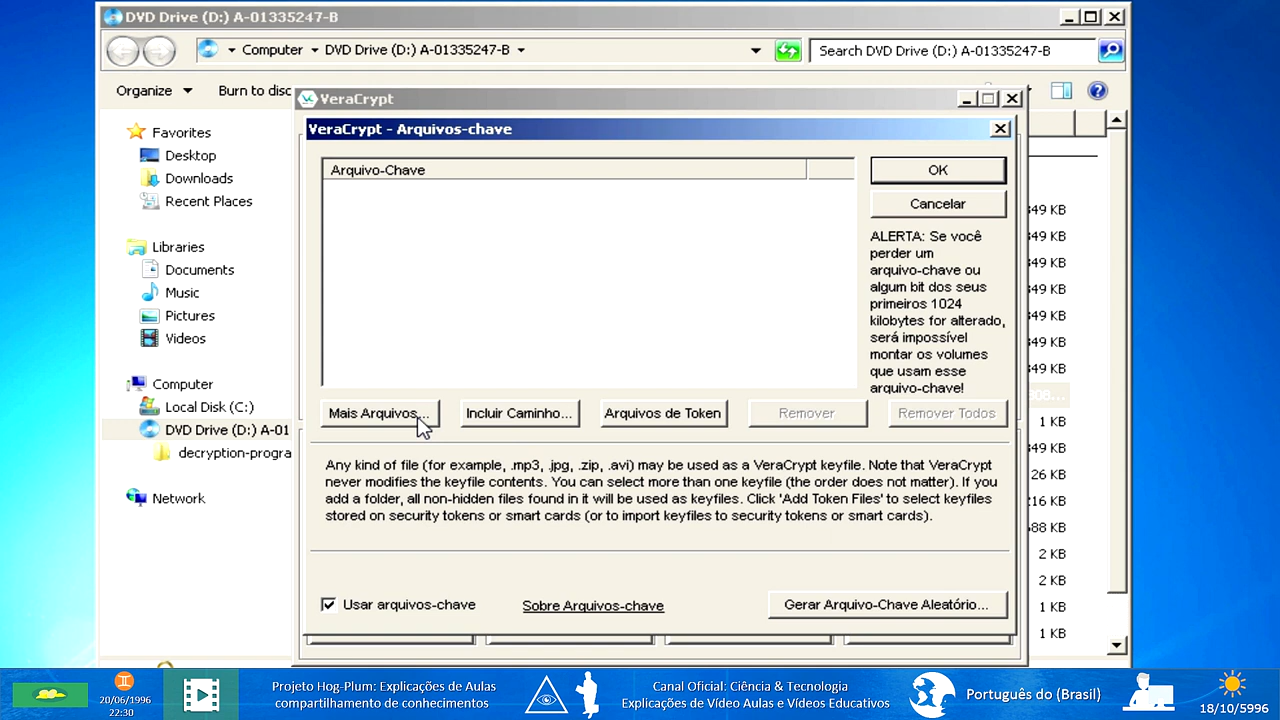 DVD Drive (D:) A-01335247-B
Computer
DVD Drive (D:) A-01335247-B
Search DVD Drive (D:) A-01335247-B
Organize
Burn to disc
VeraCrypt
VeraCrypt - Arquivos-chave
Favorites
Desktop
Downloads
Recent Places
Libraries
Documents
Music
Pictures
Videos
Computer
Local Disk (C:)
DVD Drive (D:) A-01
decryption-progra
Network
Arquivo-Chave
OK
Cancelar
ALERTA: Se você
perder um
arquivo-chave ou
algum bit dos seus
primeiros 1024
kilobytes for alterado,
será impossível
montar os volumes
que usam esse
arquivo-chave!
Mais Arquivos...
Incluir Caminho...
Arquivos de Token
Remover
Remover Todos
Any kind of file (for example, .mp3, .jpg, .zip, .avi) may be used as a VeraCrypt keyfile. Note that VeraCrypt
never modifies the keyfile contents. You can select more than one keyfile (the order does not matter). If you
add a folder, all non-hidden files found in it will be used as keyfiles. Click 'Add Token Files' to select keyfiles
stored on security tokens or smart cards (or to import keyfiles to security tokens or smart cards).
Usar arquivos-chave
Sobre Arquivos-chave
Gerar Arquivo-Chave Aleatório...
349 KB
349 KB
349 KB
349 KB
349 KB
349 KB
349 KB
1 KB
349 KB
26 KB
216 KB
688 KB
2 KB
2 KB
1 KB
1 KB
20/06/1996
22:30
Projeto Hog-Plum: Explicações de Aulas
compartilhamento de conhecimentos
Canal Oficial: Ciência & Tecnologia
Explicações de Vídeo Aulas e Vídeos Educativos
Português do (Brasil)
18/10/5996